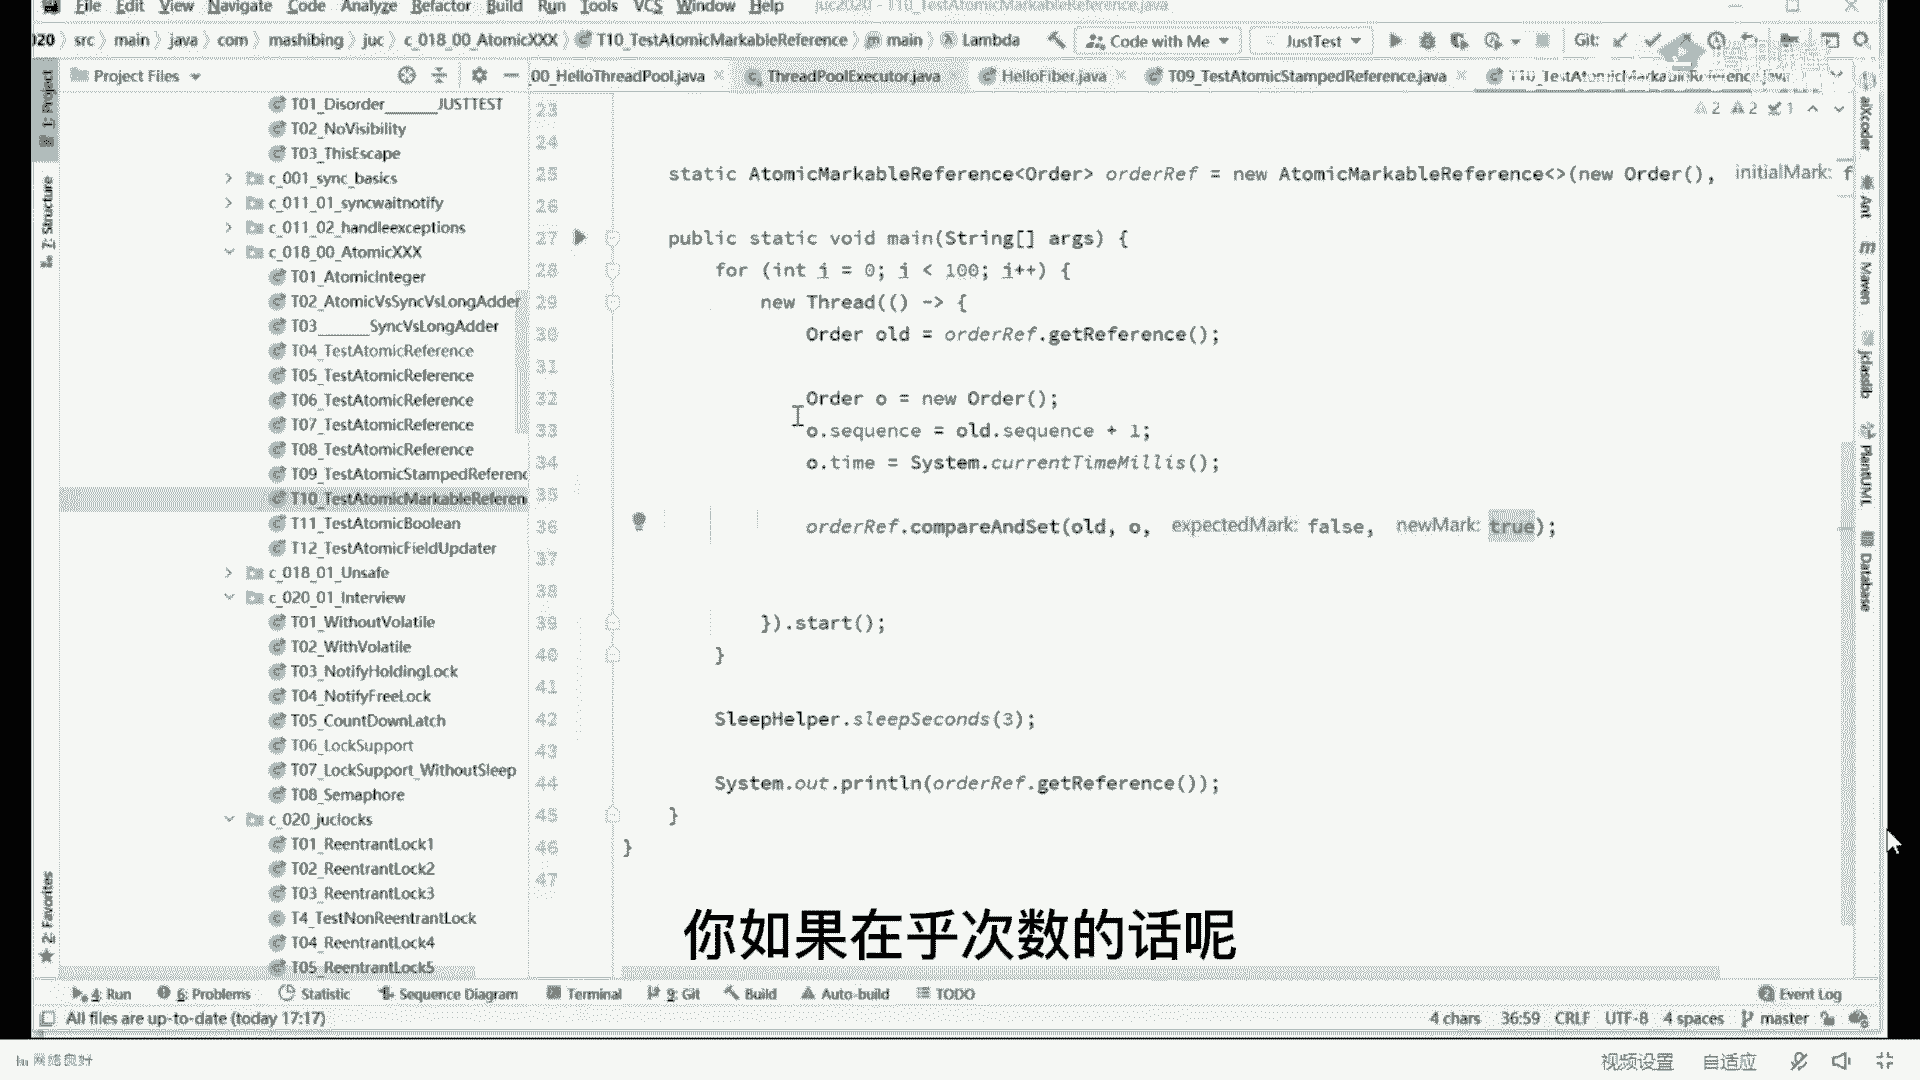 File Edit View Navigate Code Analyze Refactor Build Run Tools VCS Window Help juc2020 - T10_TestAtomicMarkableReference.java
020 src main java com mashibing juc c_018_00_AtomicXXX T10_TestAtomicMarkableReference main Lambda Code with Me JustTest Git:
Project Files
_00_HelloThreadPool.java ThreadPoolExecutor.java HelloFiber.java T09_TestAtomicStampedReference.java T10_TestAtomicMarkableReference.java
2 2 1
1: Project
7: Structure
2: Favorites
T01_Disorder______JUSTTEST
T02_NoVisibility
T03_ThisEscape
c_001_sync_basics
c_011_01_syncwaitnotify
c_011_02_handleexceptions
c_018_00_AtomicXXX
T01_AtomicInteger
T02_AtomicVsSyncVsLongAdder
T03______SyncVsLongAdder
T04_TestAtomicReference
T05_TestAtomicReference
T06_TestAtomicReference
T07_TestAtomicReference
T08_TestAtomicReference
T09_TestAtomicStampedReferenc
T10_TestAtomicMarkableReferen
T11_TestAtomicBoolean
T12_TestAtomicFieldUpdater
c_018_01_Unsafe
c_020_01_Interview
T01_WithoutVolatile
T02_WithVolatile
T03_NotifyHoldingLock
T04_NotifyFreeLock
T05_CountDownLatch
T06_LockSupport
T07_LockSupport_WithoutSleep
T08_Semaphore
c_020_juclocks
T01_ReentrantLock1
T02_ReentrantLock2
T03_ReentrantLock3
T4_TestNonReentrantLock
T04_ReentrantLock4
T05_ReentrantLock5
23
24
25 static AtomicMarkableReference<Order> orderRef = new AtomicMarkableReference<>(new Order(), initialMark: f
26
27 public static void main(String[] args) {
28 for (int i = 0; i < 100; i++) {
29 new Thread(() -> {
30 Order old = orderRef.getReference();
31
32 Order o = new Order();
33 o.sequence = old.sequence + 1;
34 o.time = System.currentTimeMillis();
35
36 orderRef.compareAndSet(old, o, expectedMark: false, newMark: true);
37
38
39 }).start();
40 }
41
42 SleepHelper.sleepSeconds(3);
43
44 System.out.println(orderRef.getReference());
45 }
46 }
47
aiXcoder
Ant
Maven
jclasslib
PlantUML
Database
你如果在乎次数的话呢
4: Run 6: Problems Statistic Sequence Diagram Terminal 9: Git Build Auto-build TODO 2 Event Log
All files are up-to-date (today 17:17) 4 chars 36:59 CRLF UTF-8 4 spaces master
网络良好 视频设置 自适应